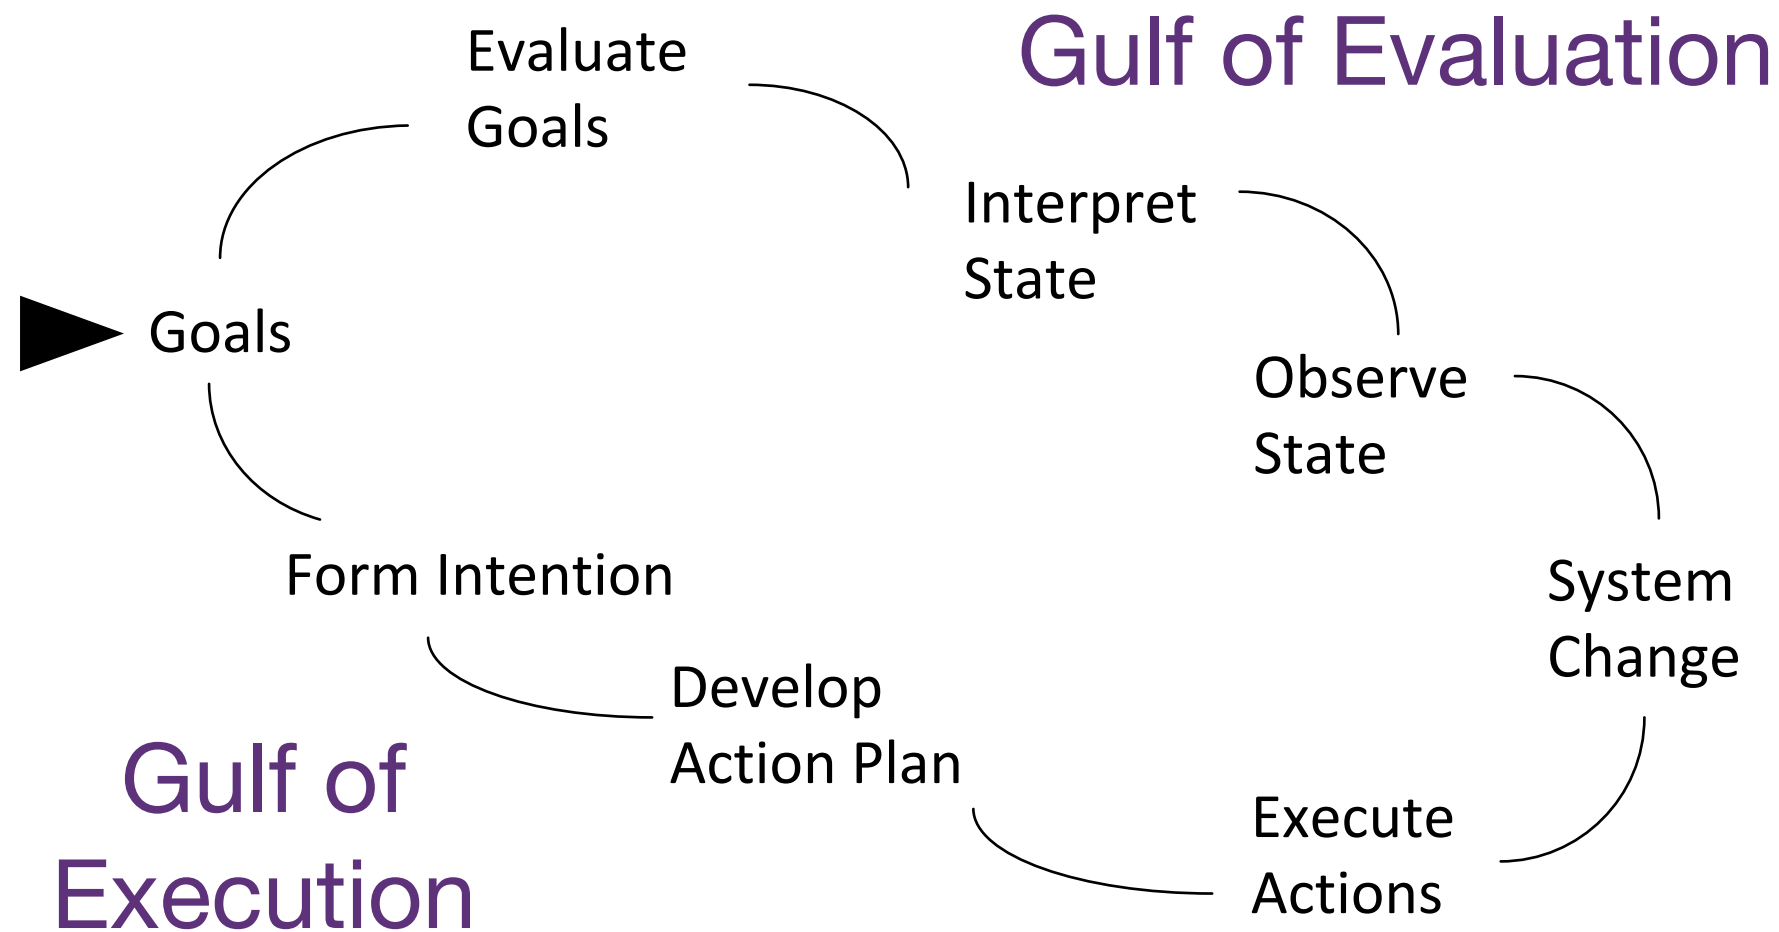 Gulf of Evaluation
Evaluate
Goals
Interpret
State
Goals
Observe
State
Form Intention
System
Change
Develop
Action Plan
Gulf of
Execution
Execute
Actions